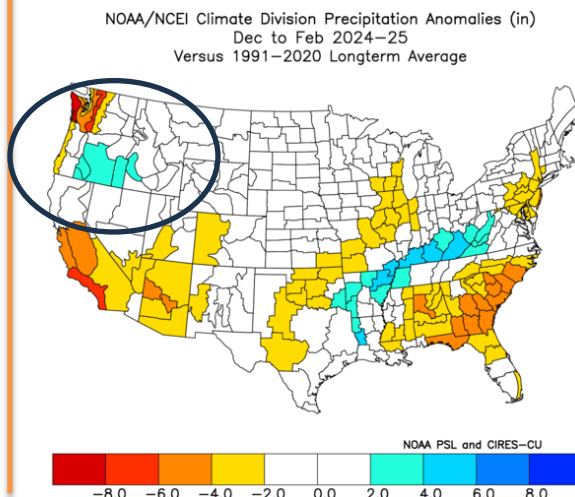 NOAA/NCEI Climate Division Precipitation Anomalies (in)
Dec to Feb 2024−25
Versus 1991−2020 Longterm Average
NOAA PSL and CIRES−CU
−8.0 −6.0 −4.0 −2.0 0.0 2.0 4.0 6.0 8.0